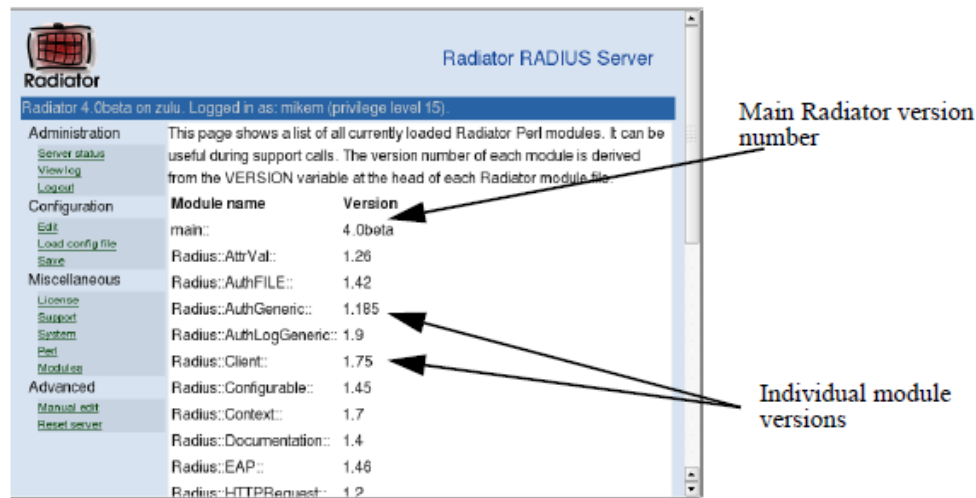 Radiator
Radiator RADIUS Server
Radiator 4.0beta on zulu. Logged in as: mikem (privilege level 15).
Administration
Server status
View log
Logout
Configuration
Edit
Load config file
Save
Miscellaneous
License
Support
System
Perl
Modules
Advanced
Manual edit
Reset server
This page shows a list of all currently loaded Radiator Perl modules. It can be
useful during support calls. The version number of each module is derived
from the VERSION variable at the head of each Radiator module file.
Module name Version
main:: 4.0beta
Radius::AttrVal:: 1.26
Radius::AuthFILE:: 1.42
Radius::AuthGeneric:: 1.185
Radius::AuthLogGeneric:: 1.9
Radius::Client:: 1.75
Radius::Configurable:: 1.45
Radius::Context:: 1.7
Radius::Documentation:: 1.4
Radius::EAP:: 1.46
Radius::HTTPRequest:: 1.2
Main Radiator version
number
Individual module
versions